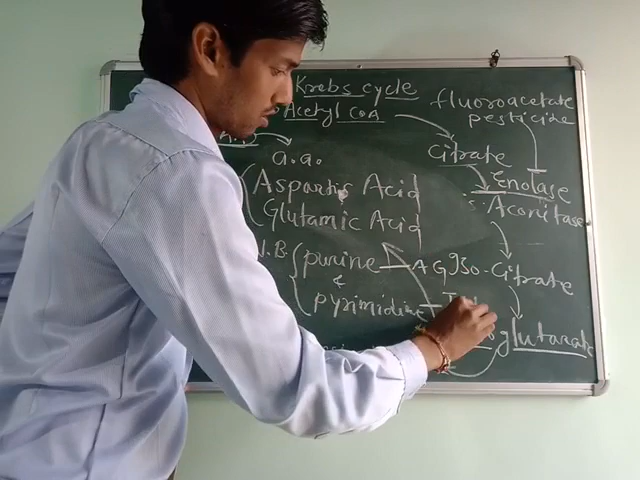 Krebs cycle
Acetyl CoA
fluoroacetate
pesticide
a.a.
Citrate
Enolase
Aspartic Acid
Glutamic Acid
Aconitase
N.B.
purine
AG
Iso-Citrate
&
pyrimidine
glutarate